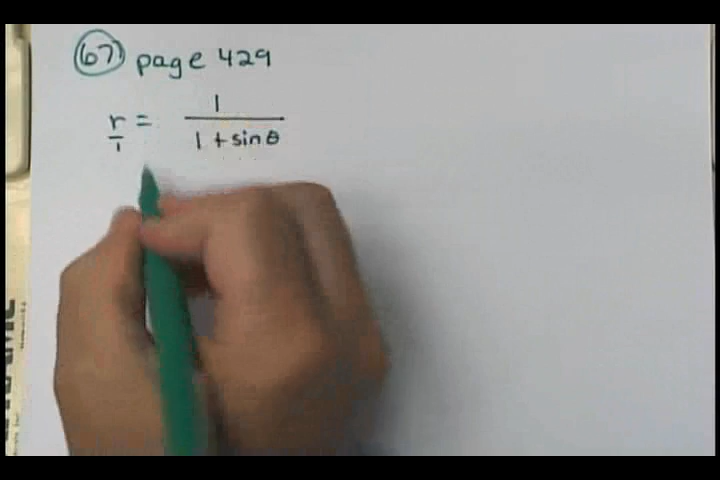 67) page 429
r/1 = 1/(1 + sin θ)